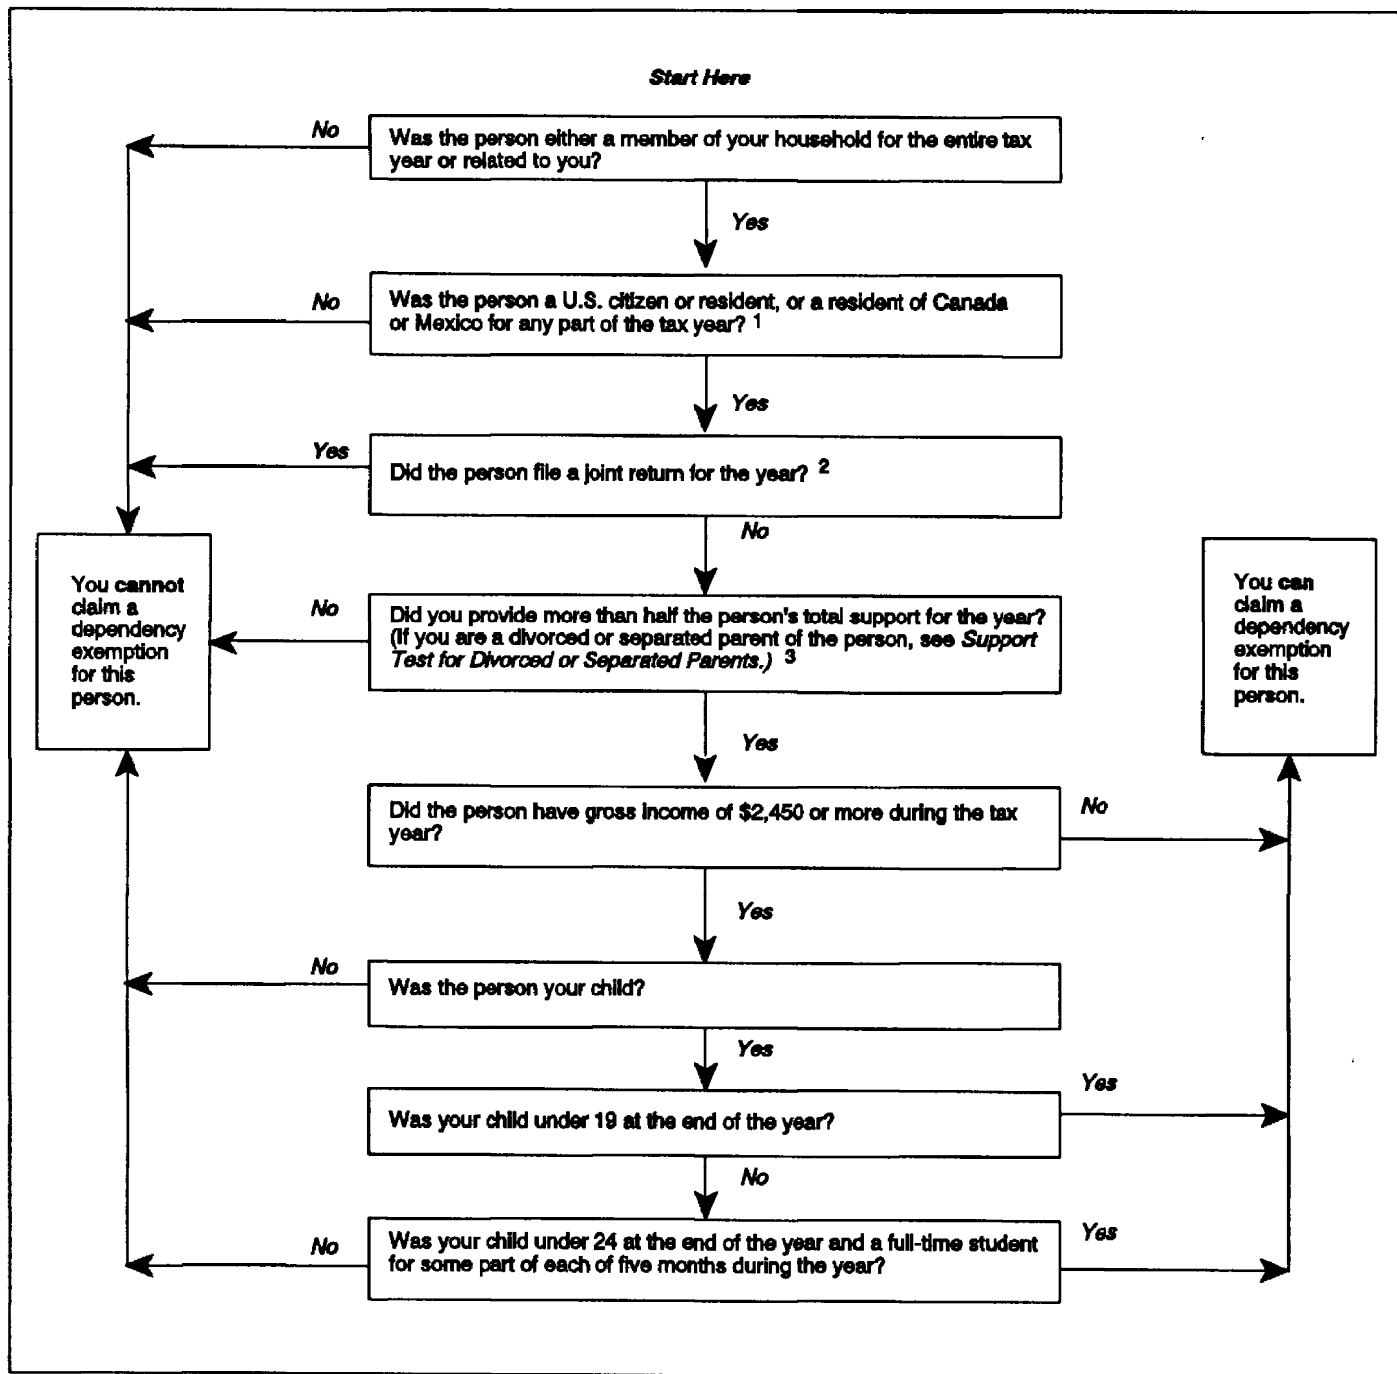 Start Here
No
Was the person either a member of your household for the entire tax
year or related to you?
Yes
No
Was the person a U.S. citizen or resident, or a resident of Canada
or Mexico for any part of the tax year? 1
Yes
Yes
Did the person file a joint return for the year? 2
No
You cannot
claim a
dependency
exemption
for this
person.
No
Did you provide more than half the person's total support for the year?
(If you are a divorced or separated parent of the person, see Support
Test for Divorced or Separated Parents.) 3
You can
claim a
dependency
exemption
for this
person.
Yes
Did the person have gross income of $2,450 or more during the tax
year?
No
Yes
No
Was the person your child?
Yes
Was your child under 19 at the end of the year?
Yes
No
No
Was your child under 24 at the end of the year and a full-time student
for some part of each of five months during the year?
Yes